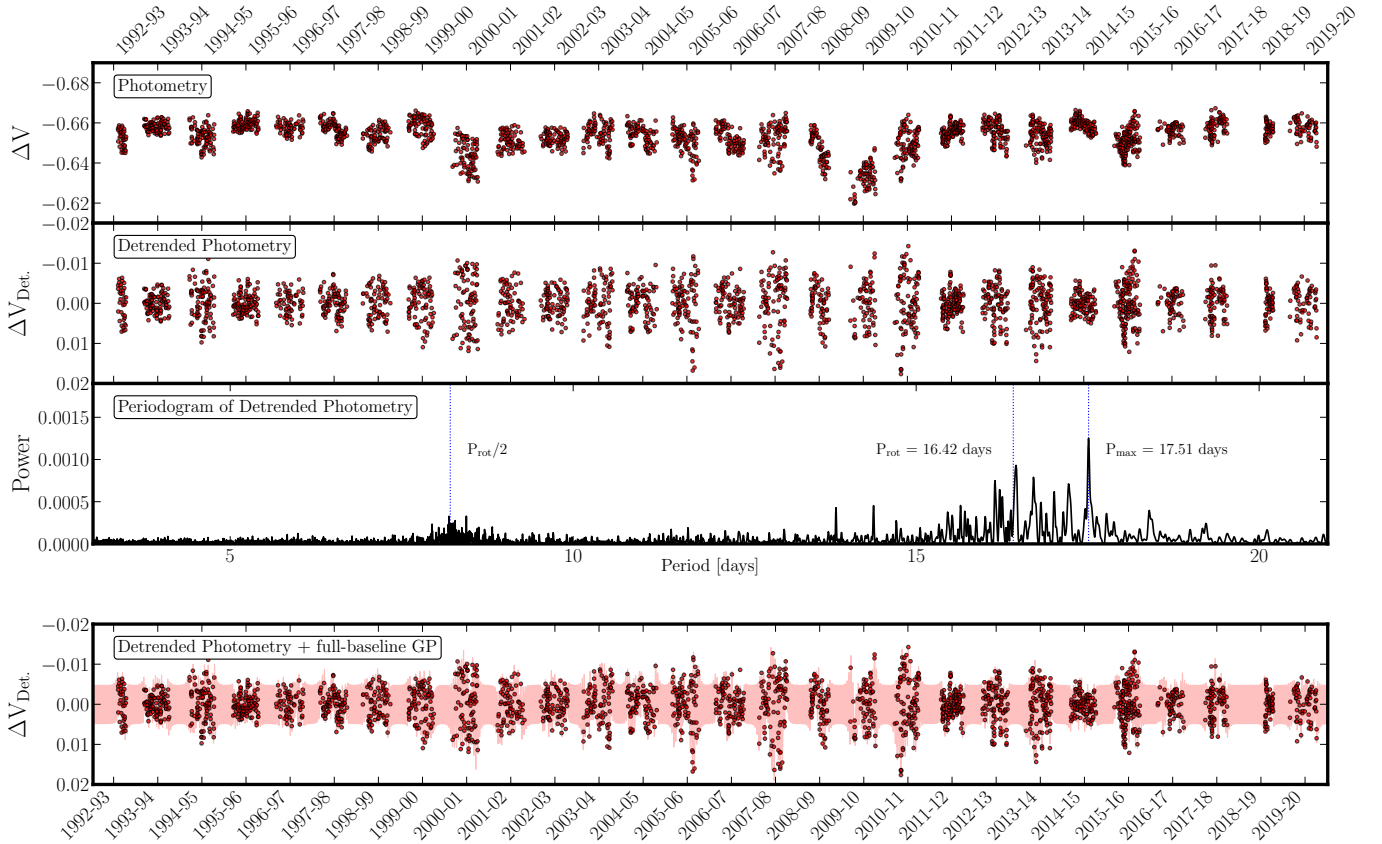 1992-93 1993-94 1994-95 1995-96 1996-97 1997-98 1998-99 1999-00 2000-01 2001-02 2002-03 2003-04 2004-05 2005-06 2006-07 2007-08 2008-09 2009-10 2010-11 2011-12 2012-13 2013-14 2014-15 2015-16 2016-17 2017-18 2018-19 2019-20
Photometry
ΔV
−0.68
−0.66
−0.64
−0.62
−0.02
Detrended Photometry
ΔV_Det.
−0.01
0.00
0.01
0.02
Periodogram of Detrended Photometry
Power
0.0015
0.0010
0.0005
0.0000
P_rot/2
P_rot = 16.42 days
P_max = 17.51 days
5 10 15 20
Period [days]
Detrended Photometry + full-baseline GP
ΔV_Det.
−0.02
−0.01
0.00
0.01
0.02
1992-93 1993-94 1994-95 1995-96 1996-97 1997-98 1998-99 1999-00 2000-01 2001-02 2002-03 2003-04 2004-05 2005-06 2006-07 2007-08 2008-09 2009-10 2010-11 2011-12 2012-13 2013-14 2014-15 2015-16 2016-17 2017-18 2018-19 2019-20